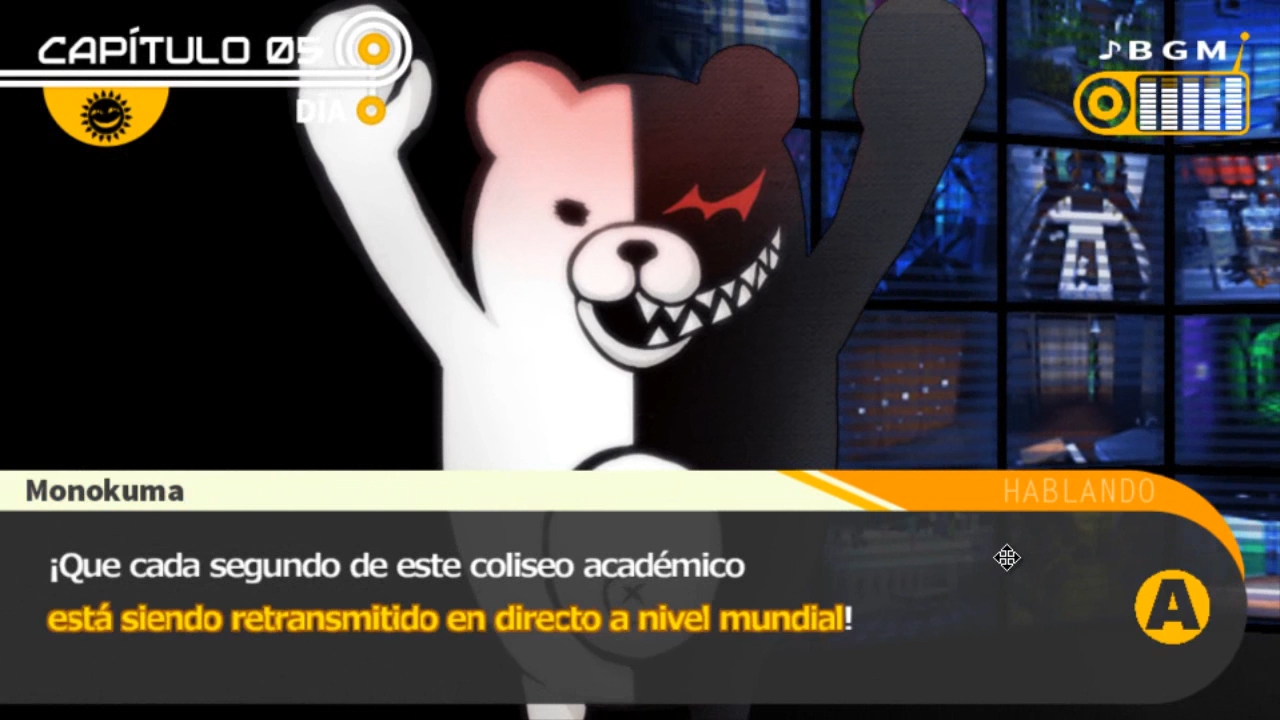 CAPÍTULO 05
DÍA
♪BGM
Monokuma
HABLANDO
¡Que cada segundo de este coliseo académico
está siendo retransmitido en directo a nivel mundial!
A